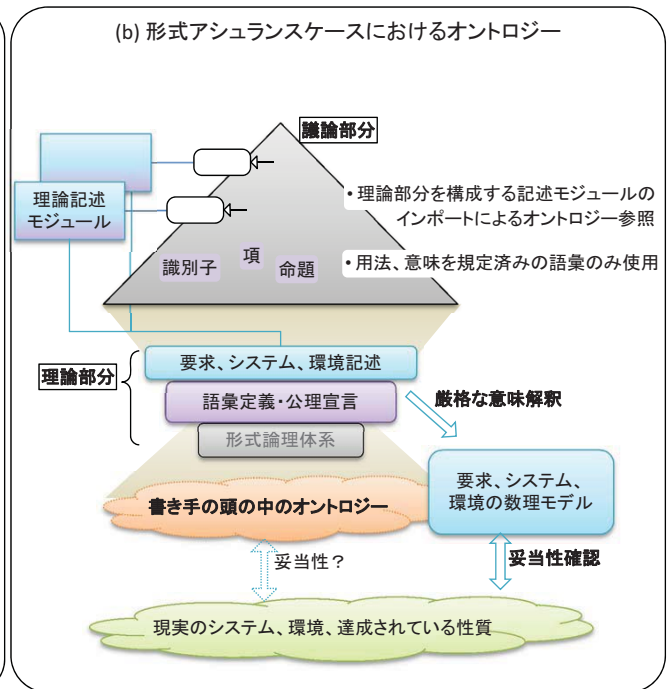 (b) 形式アシュランスケースにおけるオントロジー
議論部分
理論記述
モジュール
・理論部分を構成する記述モジュールの
インポートによるオントロジー参照
識別子
項
命題
・用法、意味を規定済みの語彙のみ使用
理論部分
要求、システム、環境記述
語彙定義・公理宣言
形式論理体系
厳格な意味解釈
書き手の頭の中のオントロジー
要求、システム、
環境の数理モデル
妥当性？
妥当性確認
現実のシステム、環境、達成されている性質